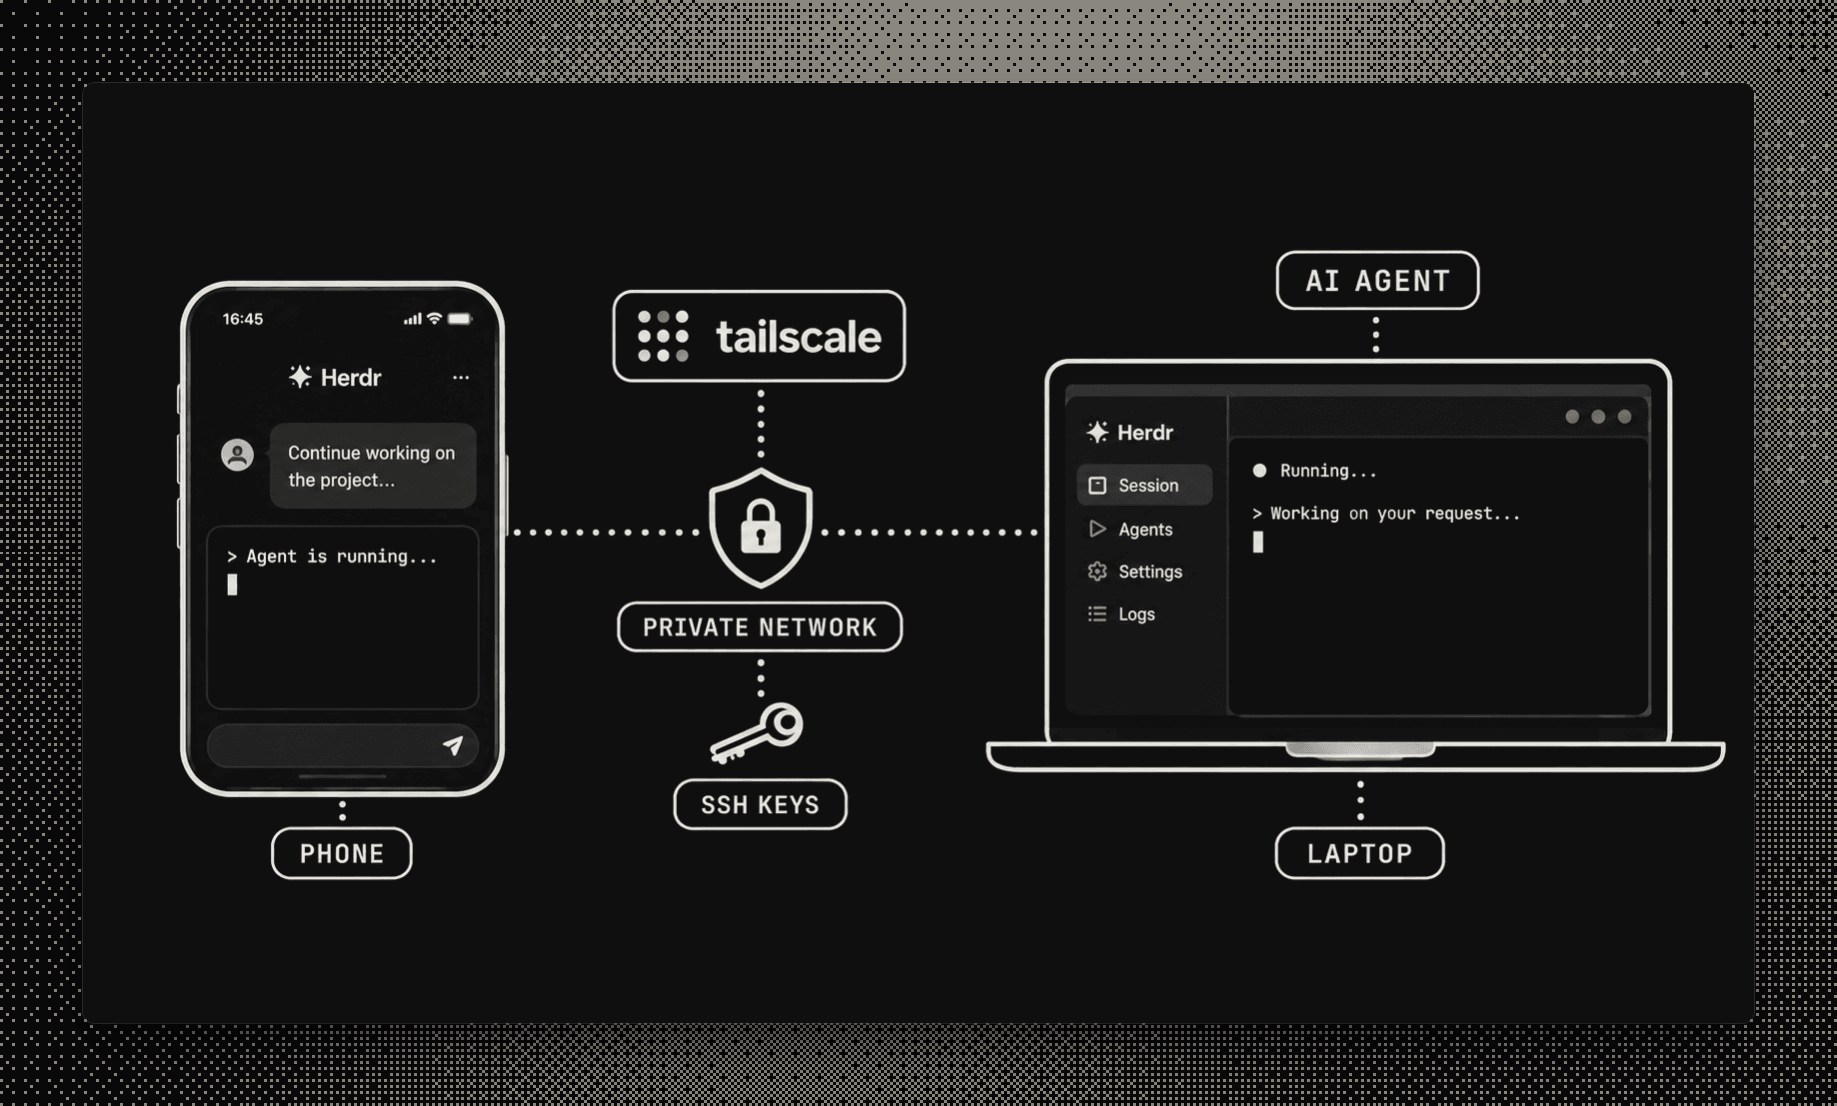 16:45
Herdr
...
Continue working on
the project...
> Agent is running...
PHONE
tailscale
PRIVATE NETWORK
SSH KEYS
AI AGENT
Herdr
Session
Agents
Settings
Logs
Running...
> Working on your request...
LAPTOP